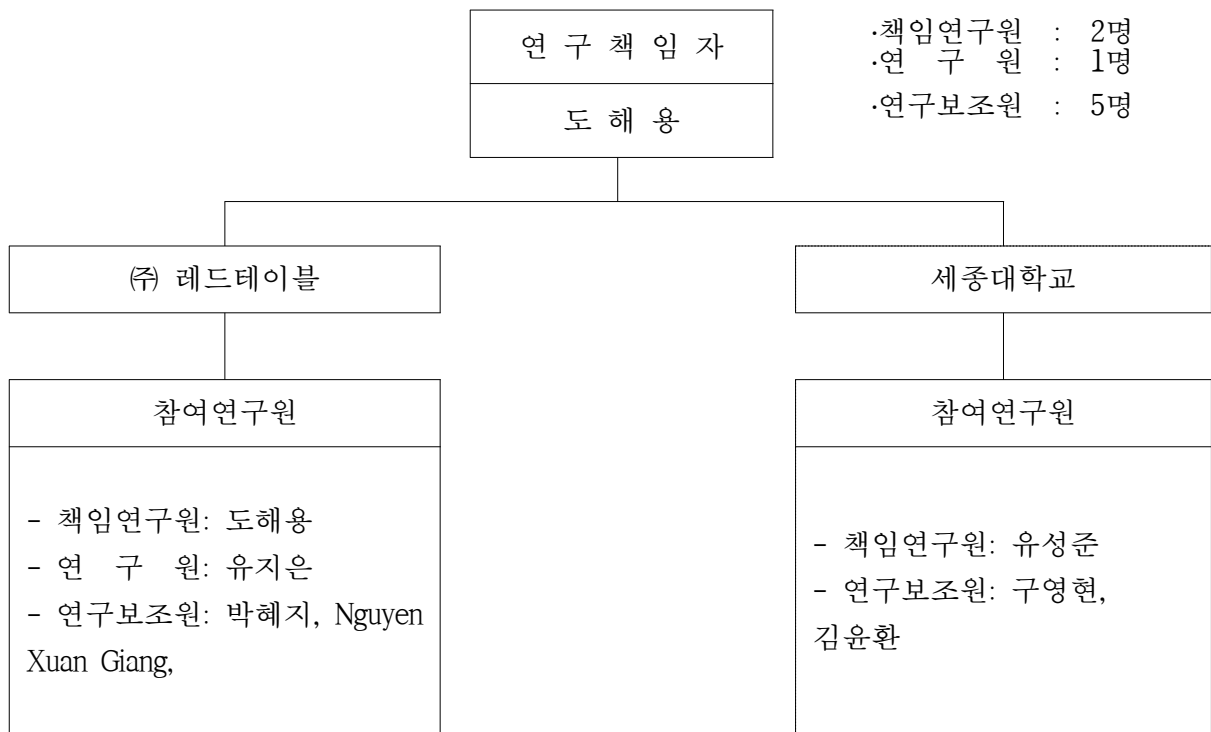 연 구 책 임 자
도 해 용
·책임연구원 : 2명
·연 구 원 : 1명
·연구보조원 : 5명
㈜ 레드테이블
세종대학교
참여연구원
- 책임연구원: 도해용
- 연 구 원: 유지은
- 연구보조원: 박혜지, Nguyen
Xuan Giang,
참여연구원
- 책임연구원: 유성준
- 연구보조원: 구영현,
김윤환